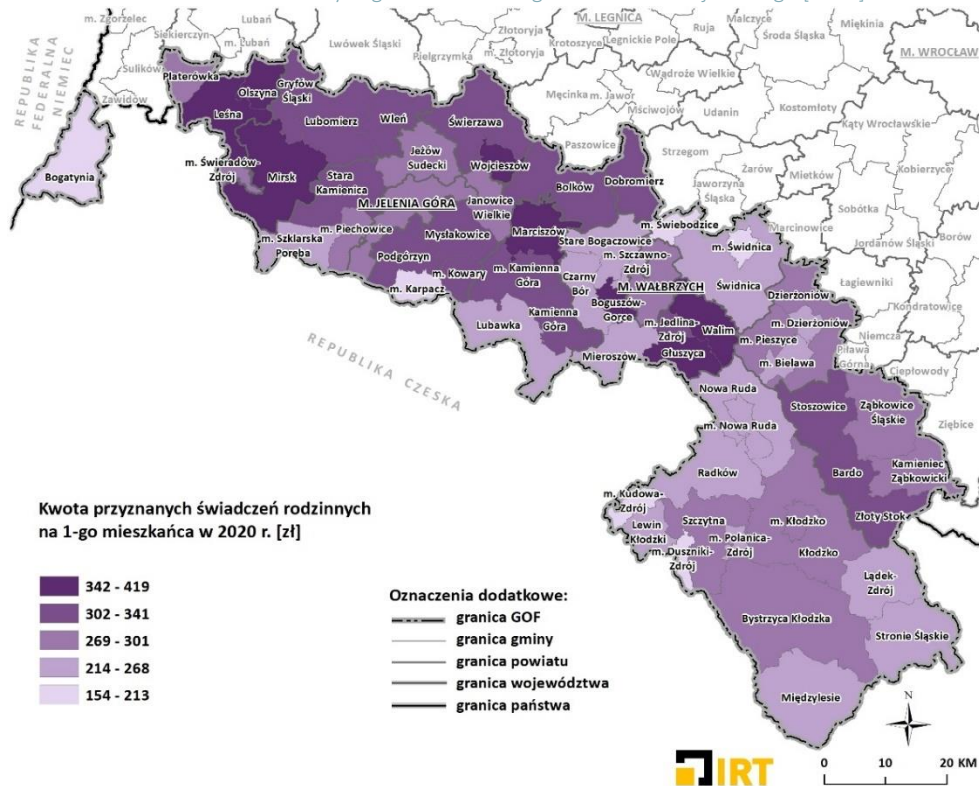 m. Zgorzelec
Lubań
Siekierczyn
m. Lubań
Sulików
Zawidów
Lwówek Śląski
Pielgrzymka
Złotoryja
m. Złotoryja
M. LEGNICA
Krotoszyce
Legnickie Pole
Ruja
Malczyce
Środa Śląska
Miękinia
M. WROCŁAW
Wądroże Wielkie
Męcinka
m. Jawor
Mściwojów
Udanin
Kostomłoty
Kąty Wrocławskie
Paszowice
Strzegom
Żarów
Mietków
Kobierzyce
Jaworzyna
Śląska
Marcinowice
Sobótka
Jordanów Śląski
Borów
Łagiewniki
Kondratowice
Niemcza
Piława
Górna
Ciepłowody
Ziębice
REPUBLIKA
FEDERALNA
NIEMIEC
Platerówka
Olszyna
Gryfów
Śląski
Leśna
Lubomierz
Wleń
Świerzawa
Bogatynia
m. Świeradów-
Zdrój
Mirsk
Stara
Kamienica
Jeżów
Sudecki
Wojcieszów
Bolków
Dobromierz
M. JELENIA GÓRA
Janowice
Wielkie
m. Piechowice
m. Szklarska
Poręba
Mysłakowice
Podgórzyn
m. Karpacz
m. Kowary
Marciszów
m. Kamienna
Góra
Kamienna
Góra
Lubawka
Stare Bogaczowice
m. Świebodzice
m. Szczawno-
Zdrój
Czarny
Bór
M. WAŁBRZYCH
Boguszów-
Gorce
m. Świdnica
Świdnica
Dzierżoniów
m. Dzierżoniów
m. Jedlina-
Zdrój
Walim
Głuszyca
Mieroszów
m. Pieszyce
m. Bielawa
Nowa Ruda
m. Nowa Ruda
Stoszowice
Ząbkowice
Śląskie
Radków
Bardo
Kamieniec
Ząbkowicki
m. Kudowa-
Zdrój
Lewin
Kłodzki
Szczytna
m. Kłodzko
Złoty Stok
m. Polanica-
Zdrój
m. Duszniki-
Zdrój
Kłodzko
Lądek-
Zdrój
Bystrzyca Kłodzka
Stronie Śląskie
Międzylesie
REPUBLIKA CZESKA
Kwota przyznanych świadczeń rodzinnych
na 1-go mieszkańca w 2020 r. [zł]
342 - 419
302 - 341
269 - 301
214 - 268
154 - 213
Oznaczenia dodatkowe:
granica GOF
granica gminy
granica powiatu
granica województwa
granica państwa
N
IRT
0 10 20 KM